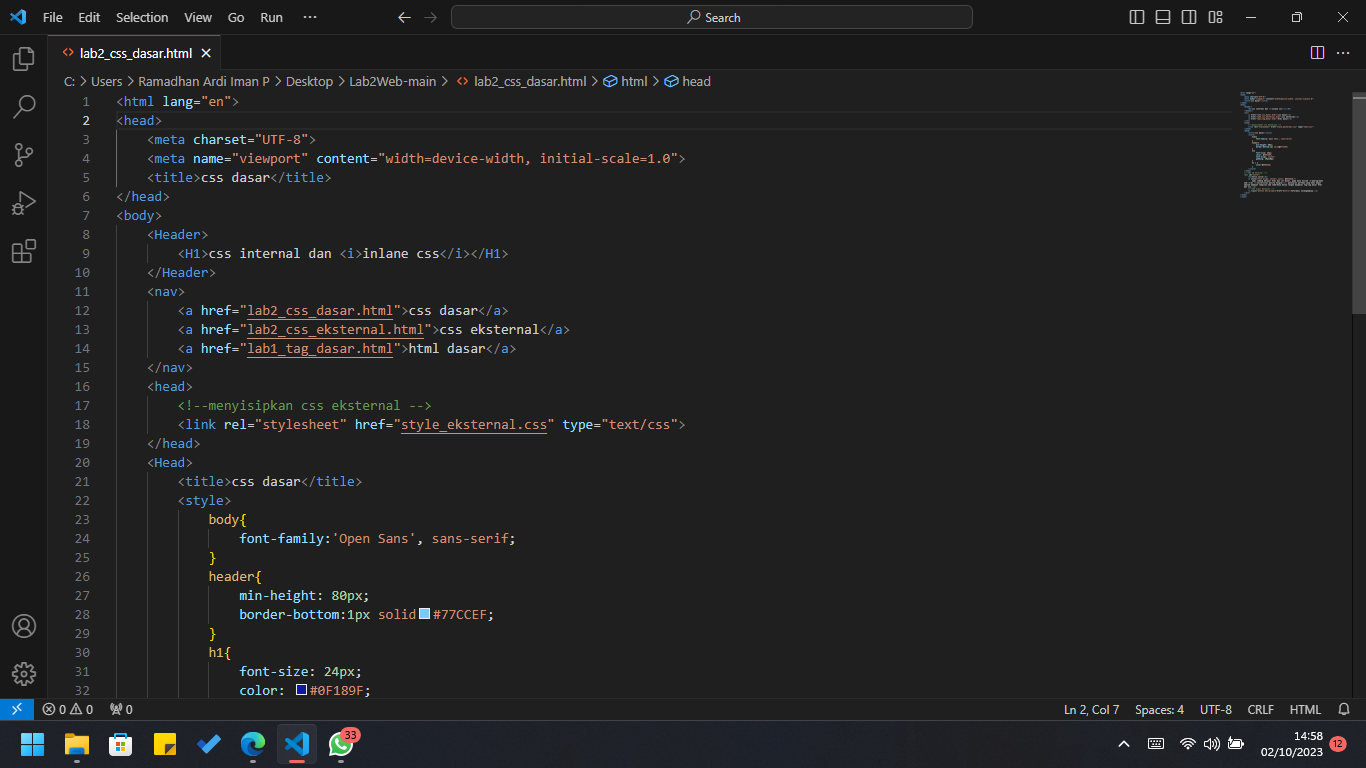 File Edit Selection View Go Run ··· Search
lab2_css_dasar.html
C: > Users > Ramadhan Ardi Iman P > Desktop > Lab2Web-main > lab2_css_dasar.html > html > head
1 <html lang="en">
2 <head>
3 <meta charset="UTF-8">
4 <meta name="viewport" content="width=device-width, initial-scale=1.0">
5 <title>css dasar</title>
6 </head>
7 <body>
8 <Header>
9 <H1>css internal dan <i>inlane css</i></H1>
10 </Header>
11 <nav>
12 <a href="lab2_css_dasar.html">css dasar</a>
13 <a href="lab2_css_eksternal.html">css eksternal</a>
14 <a href="lab1_tag_dasar.html">html dasar</a>
15 </nav>
16 <head>
17 <!--menyisipkan css eksternal -->
18 <link rel="stylesheet" href="style_eksternal.css" type="text/css">
19 </head>
20 <Head>
21 <title>css dasar</title>
22 <style>
23 body{
24 font-family:'Open Sans', sans-serif;
25 }
26 header{
27 min-height: 80px;
28 border-bottom:1px solid #77CCEF;
29 }
30 h1{
31 font-size: 24px;
32 color: #0F189F;
0 0 0 Ln 2, Col 7 Spaces: 4 UTF-8 CRLF HTML
33
14:58
02/10/2023 12